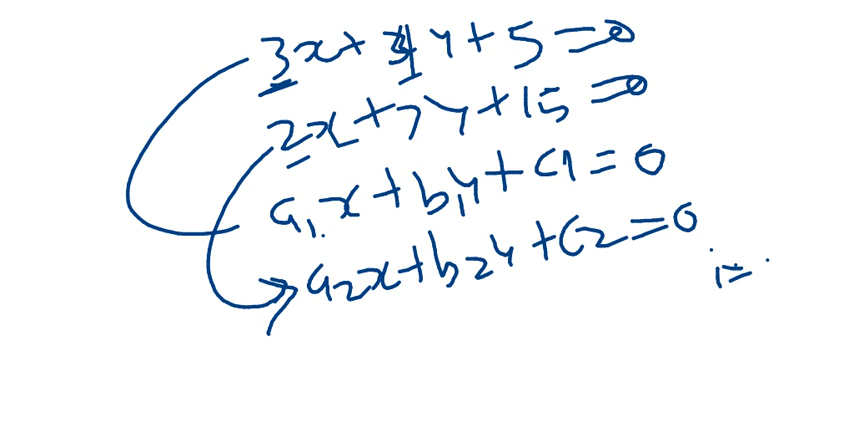 3x + 4y + 5 = 0
2x + 7y + 15 = 0
a1x + b1y + c1 = 0
a2x + b2y + c2 = 0